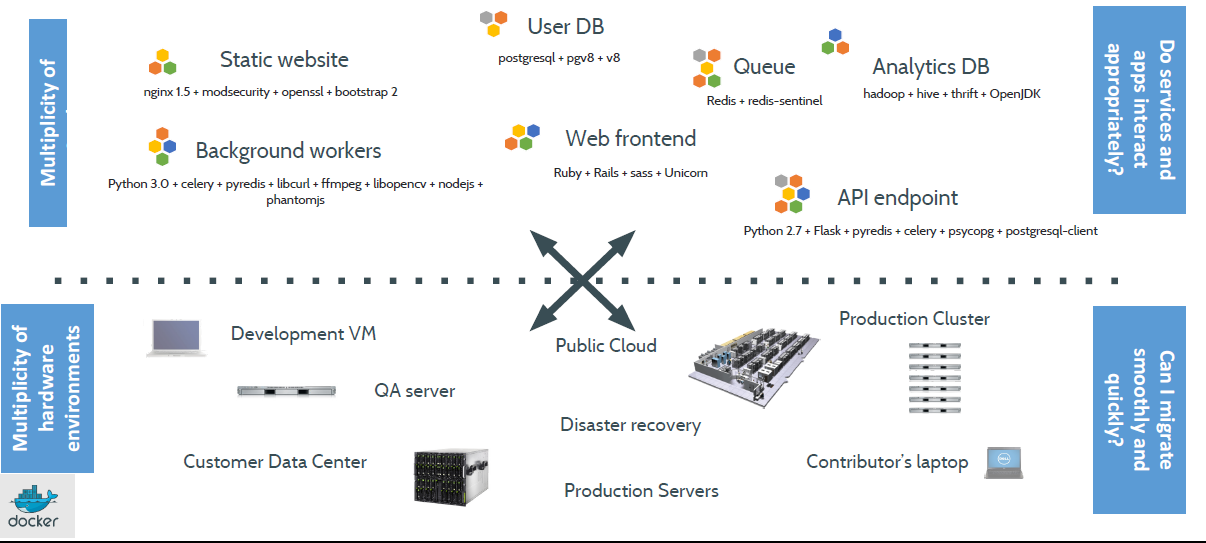 Multiplicity of
Do services and
apps interact
appropriately?
User DB
postgresql + pgv8 + v8
Static website
nginx 1.5 + modsecurity + openssl + bootstrap 2
Queue
Redis + redis-sentinel
Analytics DB
hadoop + hive + thrift + OpenJDK
Background workers
Python 3.0 + celery + pyredis + libcurl + ffmpeg + libopencv + nodejs +
phantomjs
Web frontend
Ruby + Rails + sass + Unicorn
API endpoint
Python 2.7 + Flask + pyredis + celery + psycopg + postgresql-client
Multiplicity of
hardware
environments
Can I migrate
smoothly and
quickly?
Development VM
Public Cloud
Production Cluster
QA server
Disaster recovery
Customer Data Center
Contributor’s laptop
DELL
Production Servers
docker